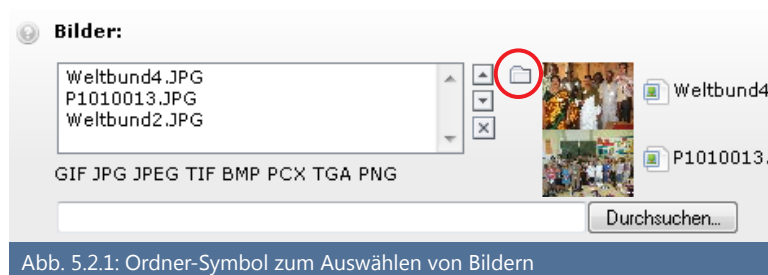 Bilder:
Weltbund4.JPG
P1010013.JPG
Weltbund2.JPG
Weltbund4
P1010013.
GIF JPG JPEG TIF BMP PCX TGA PNG
Durchsuchen...
Abb. 5.2.1: Ordner-Symbol zum Auswählen von Bildern